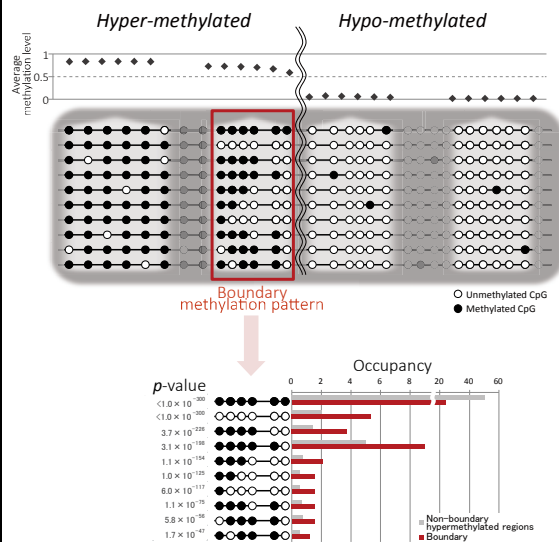 Hyper-methylated
Hypo-methylated
Average
methylation level
1
0.5
0
Boundary
methylation pattern
Unmethylated CpG
Methylated CpG
Occupancy
p-value
0 2 4 6 8 10 20 60
<1.0 × 10⁻³⁰⁰
<1.0 × 10⁻³⁰⁰
3.7 × 10⁻²²⁸
3.1 × 10⁻¹⁹⁸
1.1 × 10⁻¹⁵⁴
1.0 × 10⁻¹²⁵
6.0 × 10⁻¹¹⁷
1.1 × 10⁻⁷⁵
5.8 × 10⁻⁵⁶
1.7 × 10⁻⁴⁷
Non-boundary
hypermethylated regions
Boundary